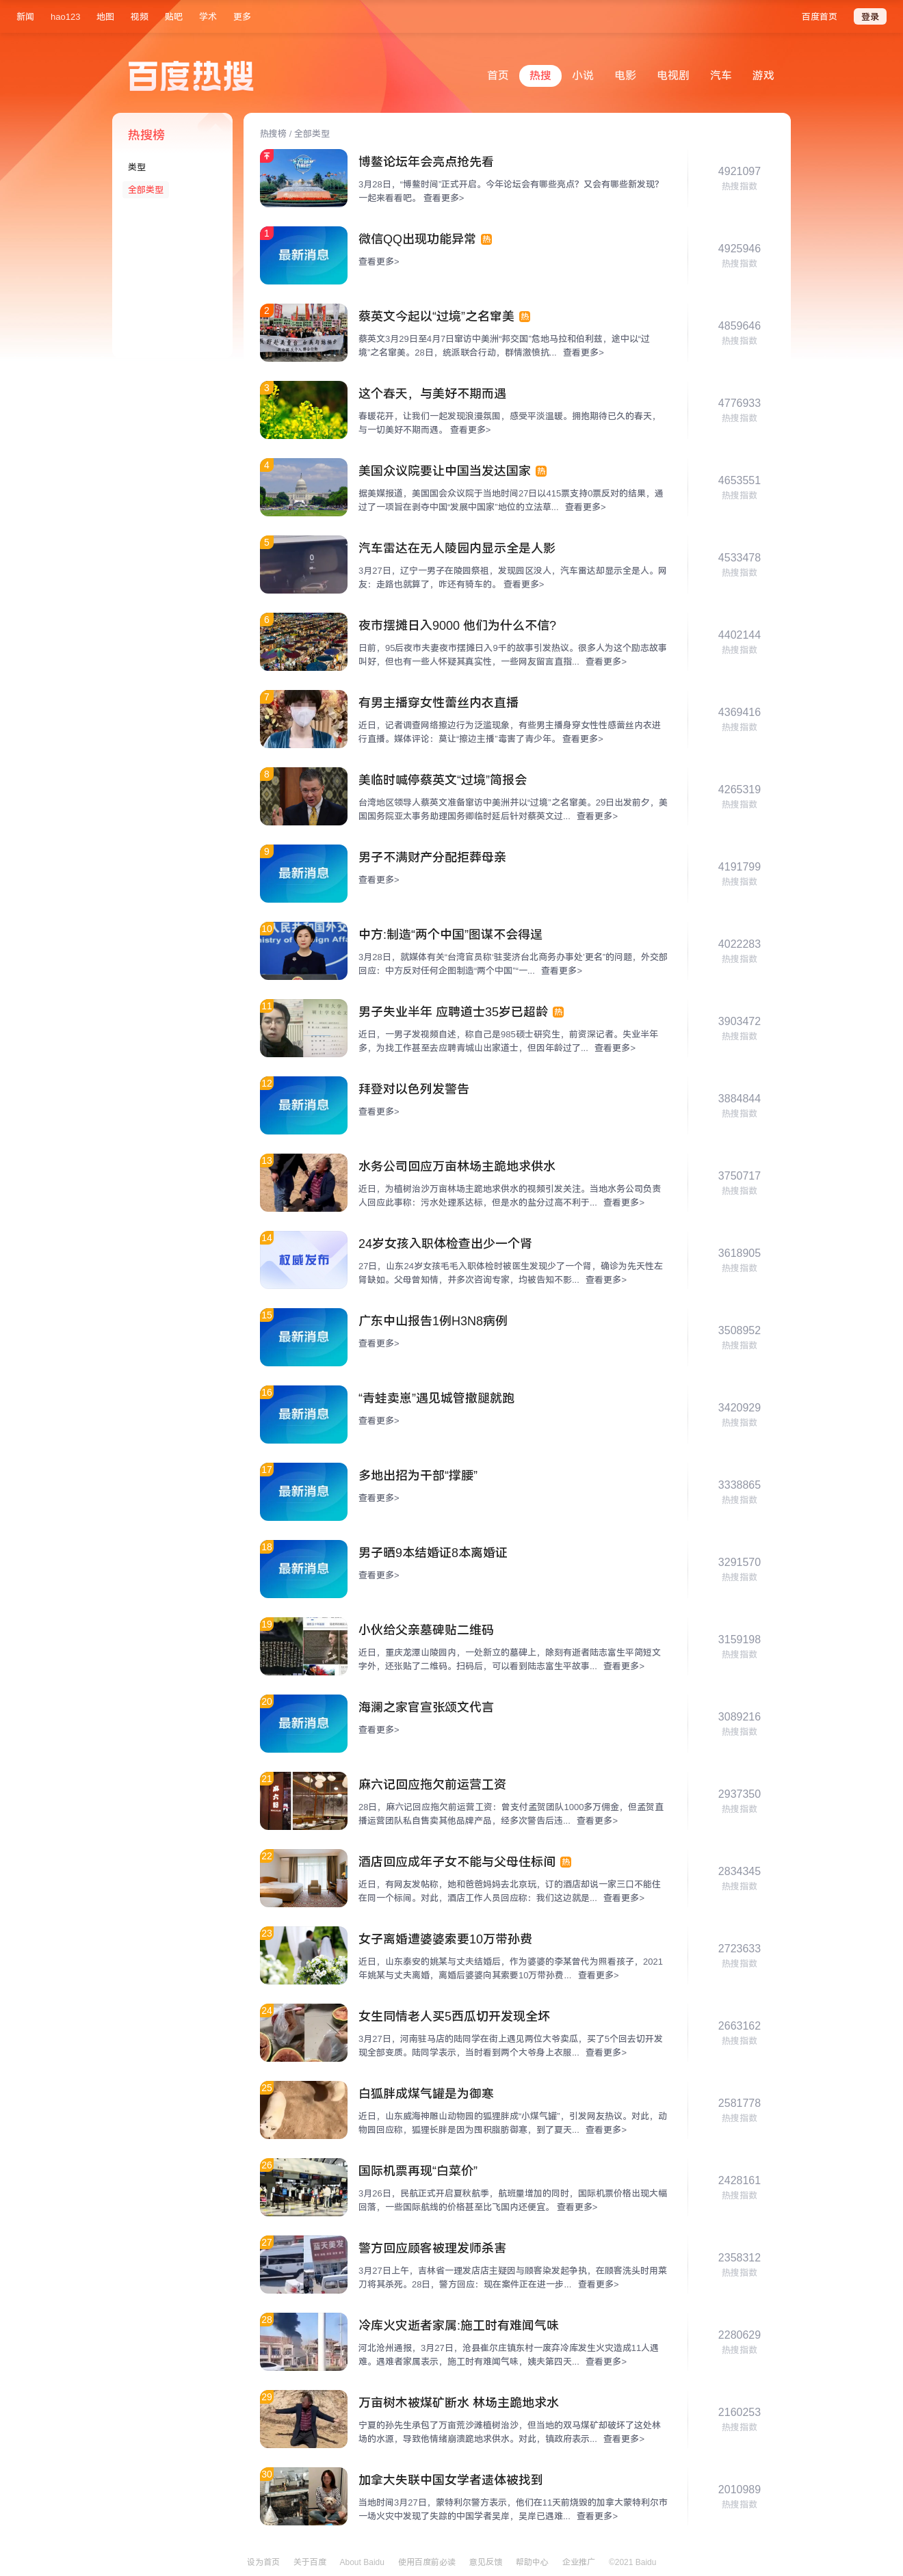 新闻 hao123 地图 视频 贴吧 学术 更多 百度首页 登录
百度热搜 首页 热搜 小说 电影 电视剧 汽车 游戏
热搜榜
类型
全部类型
热搜榜 / 全部类型
博鳌论坛年会亮点抢先看
3月28日，“博鳌时间”正式开启。今年论坛会有哪些亮点？又会有哪些新发现？
一起来看看吧。 查看更多>
4921097
热搜指数
1
最新消息
微信QQ出现功能异常 热
查看更多>
4925946
热搜指数
2
蔡英文今起以“过境”之名窜美 热
蔡英文3月29日至4月7日窜访中美洲“邦交国”危地马拉和伯利兹，途中以“过
境”之名窜美。28日，统派联合行动，群情激愤抗... 查看更多>
4859646
热搜指数
3
这个春天，与美好不期而遇
春暖花开，让我们一起发现浪漫氛围，感受平淡温暖。拥抱期待已久的春天，
与一切美好不期而遇。 查看更多>
4776933
热搜指数
4
美国众议院要让中国当发达国家 热
据美媒报道，美国国会众议院于当地时间27日以415票支持0票反对的结果，通
过了一项旨在剥夺中国“发展中国家”地位的立法草... 查看更多>
4653551
热搜指数
5
汽车雷达在无人陵园内显示全是人影
3月27日，辽宁一男子在陵园祭祖，发现园区没人，汽车雷达却显示全是人。网
友：走路也就算了，咋还有骑车的。 查看更多>
4533478
热搜指数
6
夜市摆摊日入9000 他们为什么不信?
日前，95后夜市夫妻夜市摆摊日入9千的故事引发热议。很多人为这个励志故事
叫好，但也有一些人怀疑其真实性，一些网友留言直指... 查看更多>
4402144
热搜指数
7
有男主播穿女性蕾丝内衣直播
近日，记者调查网络擦边行为泛滥现象，有些男主播身穿女性性感蕾丝内衣进
行直播。媒体评论：莫让“擦边主播”毒害了青少年。 查看更多>
4369416
热搜指数
8
美临时喊停蔡英文“过境”简报会
台湾地区领导人蔡英文准备窜访中美洲并以“过境”之名窜美。29日出发前夕，美
国国务院亚太事务助理国务卿临时延后针对蔡英文过... 查看更多>
4265319
热搜指数
9
最新消息
男子不满财产分配拒葬母亲
查看更多>
4191799
热搜指数
10
中方:制造“两个中国”图谋不会得逞
3月28日，就媒体有关“台湾官员称‘驻斐济台北商务办事处’更名”的问题，外交部
回应：中方反对任何企图制造“两个中国”“一... 查看更多>
4022283
热搜指数
11
男子失业半年 应聘道士35岁已超龄 热
近日，一男子发视频自述，称自己是985硕士研究生，前资深记者。失业半年
多，为找工作甚至去应聘青城山出家道士，但因年龄过了... 查看更多>
3903472
热搜指数
12
最新消息
拜登对以色列发警告
查看更多>
3884844
热搜指数
13
水务公司回应万亩林场主跪地求供水
近日，为植树治沙万亩林场主跪地求供水的视频引发关注。当地水务公司负责
人回应此事称：污水处理系达标，但是水的盐分过高不利于... 查看更多>
3750717
热搜指数
14
权威发布
24岁女孩入职体检查出少一个肾
27日，山东24岁女孩毛毛入职体检时被医生发现少了一个肾，确诊为先天性左
肾缺如。父母曾知情，并多次咨询专家，均被告知不影... 查看更多>
3618905
热搜指数
15
最新消息
广东中山报告1例H3N8病例
查看更多>
3508952
热搜指数
16
最新消息
“青蛙卖崽”遇见城管撤腿就跑
查看更多>
3420929
热搜指数
17
最新消息
多地出招为干部“撑腰”
查看更多>
3338865
热搜指数
18
最新消息
男子晒9本结婚证8本离婚证
查看更多>
3291570
热搜指数
19
小伙给父亲墓碑贴二维码
近日，重庆龙潭山陵园内，一处新立的墓碑上，除刻有逝者陆志富生平简短文
字外，还张贴了二维码。扫码后，可以看到陆志富生平故事... 查看更多>
3159198
热搜指数
20
最新消息
海澜之家官宣张颂文代言
查看更多>
3089216
热搜指数
21
麻六记回应拖欠前运营工资
28日，麻六记回应拖欠前运营工资：曾支付孟贺团队1000多万佣金，但孟贺直
播运营团队私自售卖其他品牌产品，经多次警告后违... 查看更多>
2937350
热搜指数
22
酒店回应成年子女不能与父母住标间 热
近日，有网友发帖称，她和爸爸妈妈去北京玩，订的酒店却说一家三口不能住
在同一个标间。对此，酒店工作人员回应称：我们这边就是... 查看更多>
2834345
热搜指数
23
女子离婚遭婆婆索要10万带孙费
近日，山东泰安的姚某与丈夫结婚后，作为婆婆的李某曾代为照看孩子，2021
年姚某与丈夫离婚，离婚后婆婆向其索要10万带孙费... 查看更多>
2723633
热搜指数
24
女生同情老人买5西瓜切开发现全坏
3月27日，河南驻马店的陆同学在街上遇见两位大爷卖瓜，买了5个回去切开发
现全部变质。陆同学表示，当时看到两个大爷身上衣服... 查看更多>
2663162
热搜指数
25
白狐胖成煤气罐是为御寒
近日，山东威海神雕山动物园的狐狸胖成“小煤气罐”，引发网友热议。对此，动
物园回应称，狐狸长胖是因为囤积脂肪御寒，到了夏天... 查看更多>
2581778
热搜指数
26
国际机票再现“白菜价”
3月26日，民航正式开启夏秋航季，航班量增加的同时，国际机票价格出现大幅
回落，一些国际航线的价格甚至比飞国内还便宜。 查看更多>
2428161
热搜指数
27
警方回应顾客被理发师杀害
3月27日上午，吉林省一理发店店主疑因与顾客染发起争执，在顾客洗头时用菜
刀将其杀死。28日，警方回应：现在案件正在进一步... 查看更多>
2358312
热搜指数
28
冷库火灾逝者家属:施工时有难闻气味
河北沧州通报，3月27日，沧县崔尔庄镇东村一废弃冷库发生火灾造成11人遇
难。遇难者家属表示，施工时有难闻气味，姨夫第四天... 查看更多>
2280629
热搜指数
29
万亩树木被煤矿断水 林场主跪地求水
宁夏的孙先生承包了万亩荒沙滩植树治沙，但当地的双马煤矿却破坏了这处林
场的水源，导致他情绪崩溃跪地求供水。对此，镇政府表示... 查看更多>
2160253
热搜指数
30
加拿大失联中国女学者遗体被找到
当地时间3月27日，蒙特利尔警方表示，他们在11天前烧毁的加拿大蒙特利尔市
一场火灾中发现了失踪的中国学者吴岸，吴岸已遇难... 查看更多>
2010989
热搜指数
设为首页 关于百度 About Baidu 使用百度前必读 意见反馈 帮助中心 企业推广 ©2021 Baidu